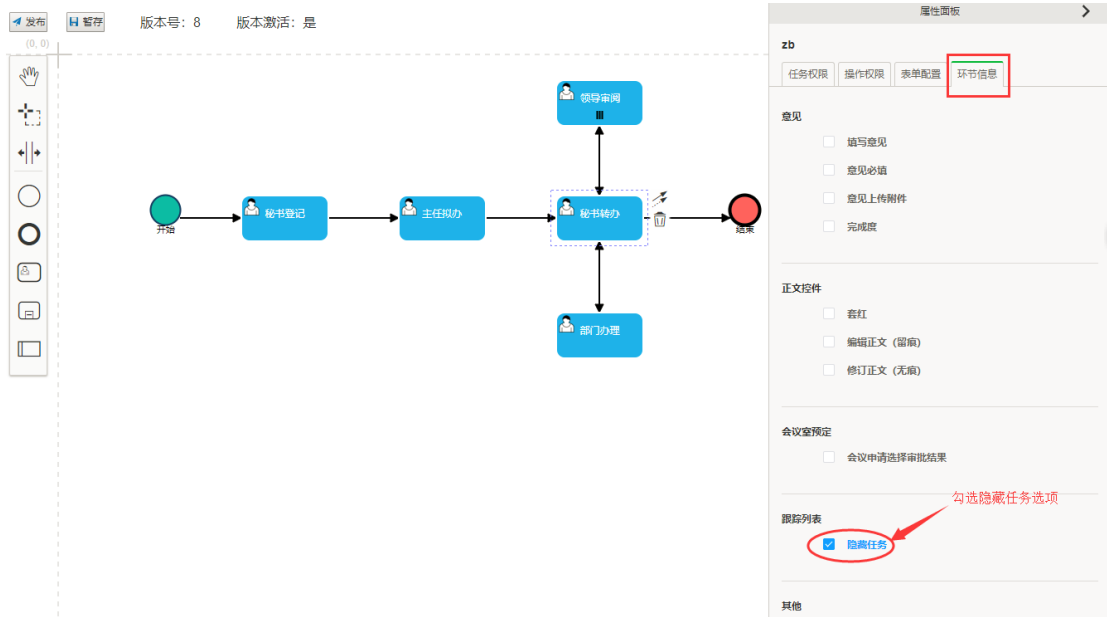 发布 暂存 版本号：8 版本激活：是
(0, 0)
领导审阅
秘书登记
主任拟办
秘书转办
开始
结束
部门办理
属性面板
zb
任务权限 操作权限 表单配置 环节信息
意见
填写意见
意见必填
意见上传附件
完成度
正文控件
套红
编辑正文（留痕）
修订正文（无痕）
会议室预定
会议申请选择审批结果
勾选隐藏任务选项
跟踪列表
隐藏任务
其他